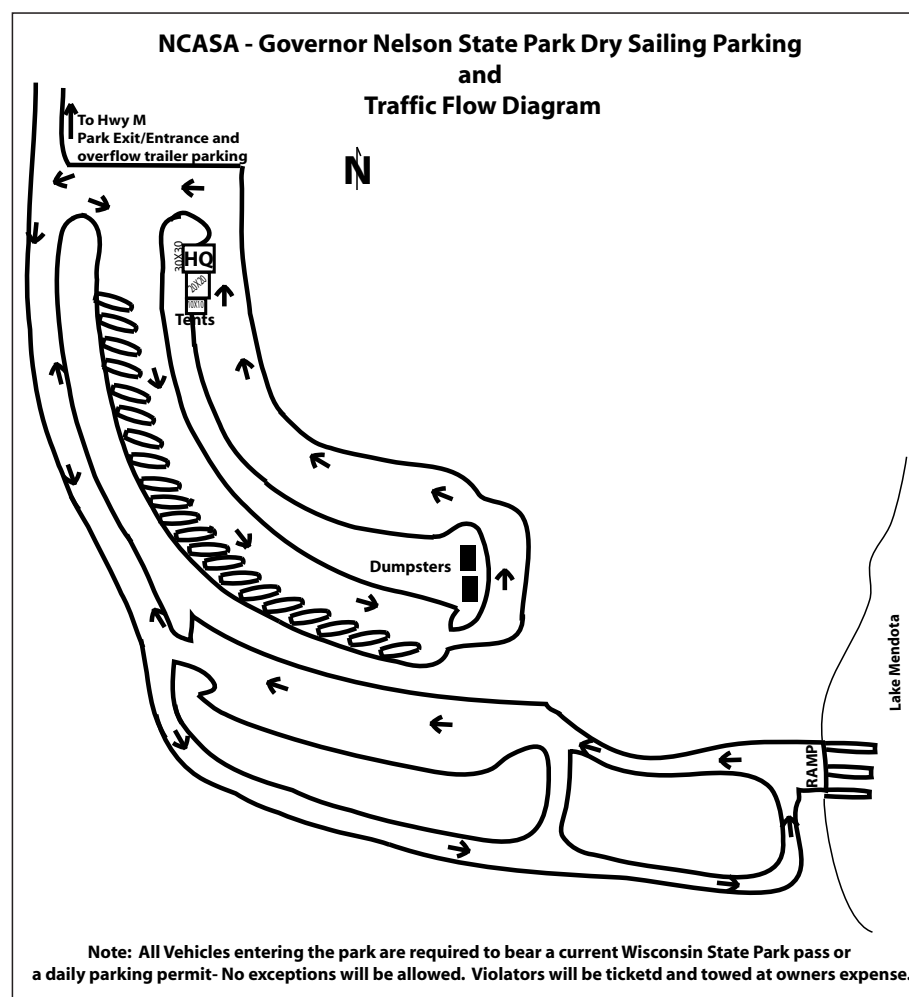 NCASA - Governor Nelson State Park Dry Sailing Parking
and
Traffic Flow Diagram
To Hwy M
Park Exit/Entrance and
overflow trailer parking
N
30X30
HQ
20X20
10X10
Tents
Dumpsters
Lake Mendota
RAMP
Note: All Vehicles entering the park are required to bear a current Wisconsin State Park pass or
a daily parking permit- No exceptions will be allowed. Violators will be ticketd and towed at owners expense.